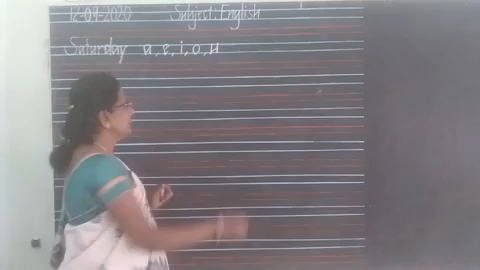 12-09-2020 Subject: English
Saturday a, e, i, o, u